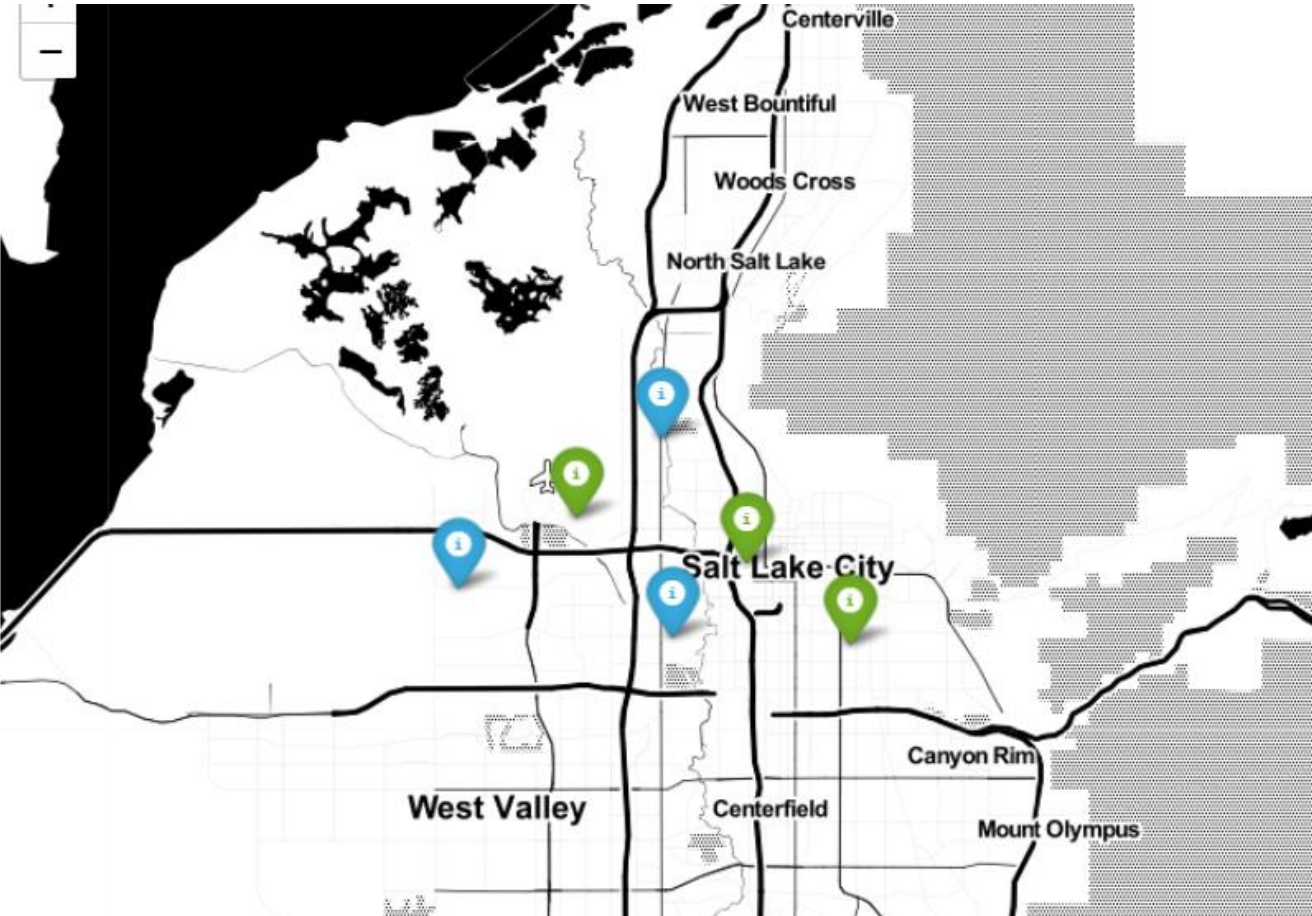 Centerville
West Bountiful
Woods Cross
North Salt Lake
i
i
i
i
Salt Lake City
i
i
Canyon Rim
West Valley
Centerfield
Mount Olympus